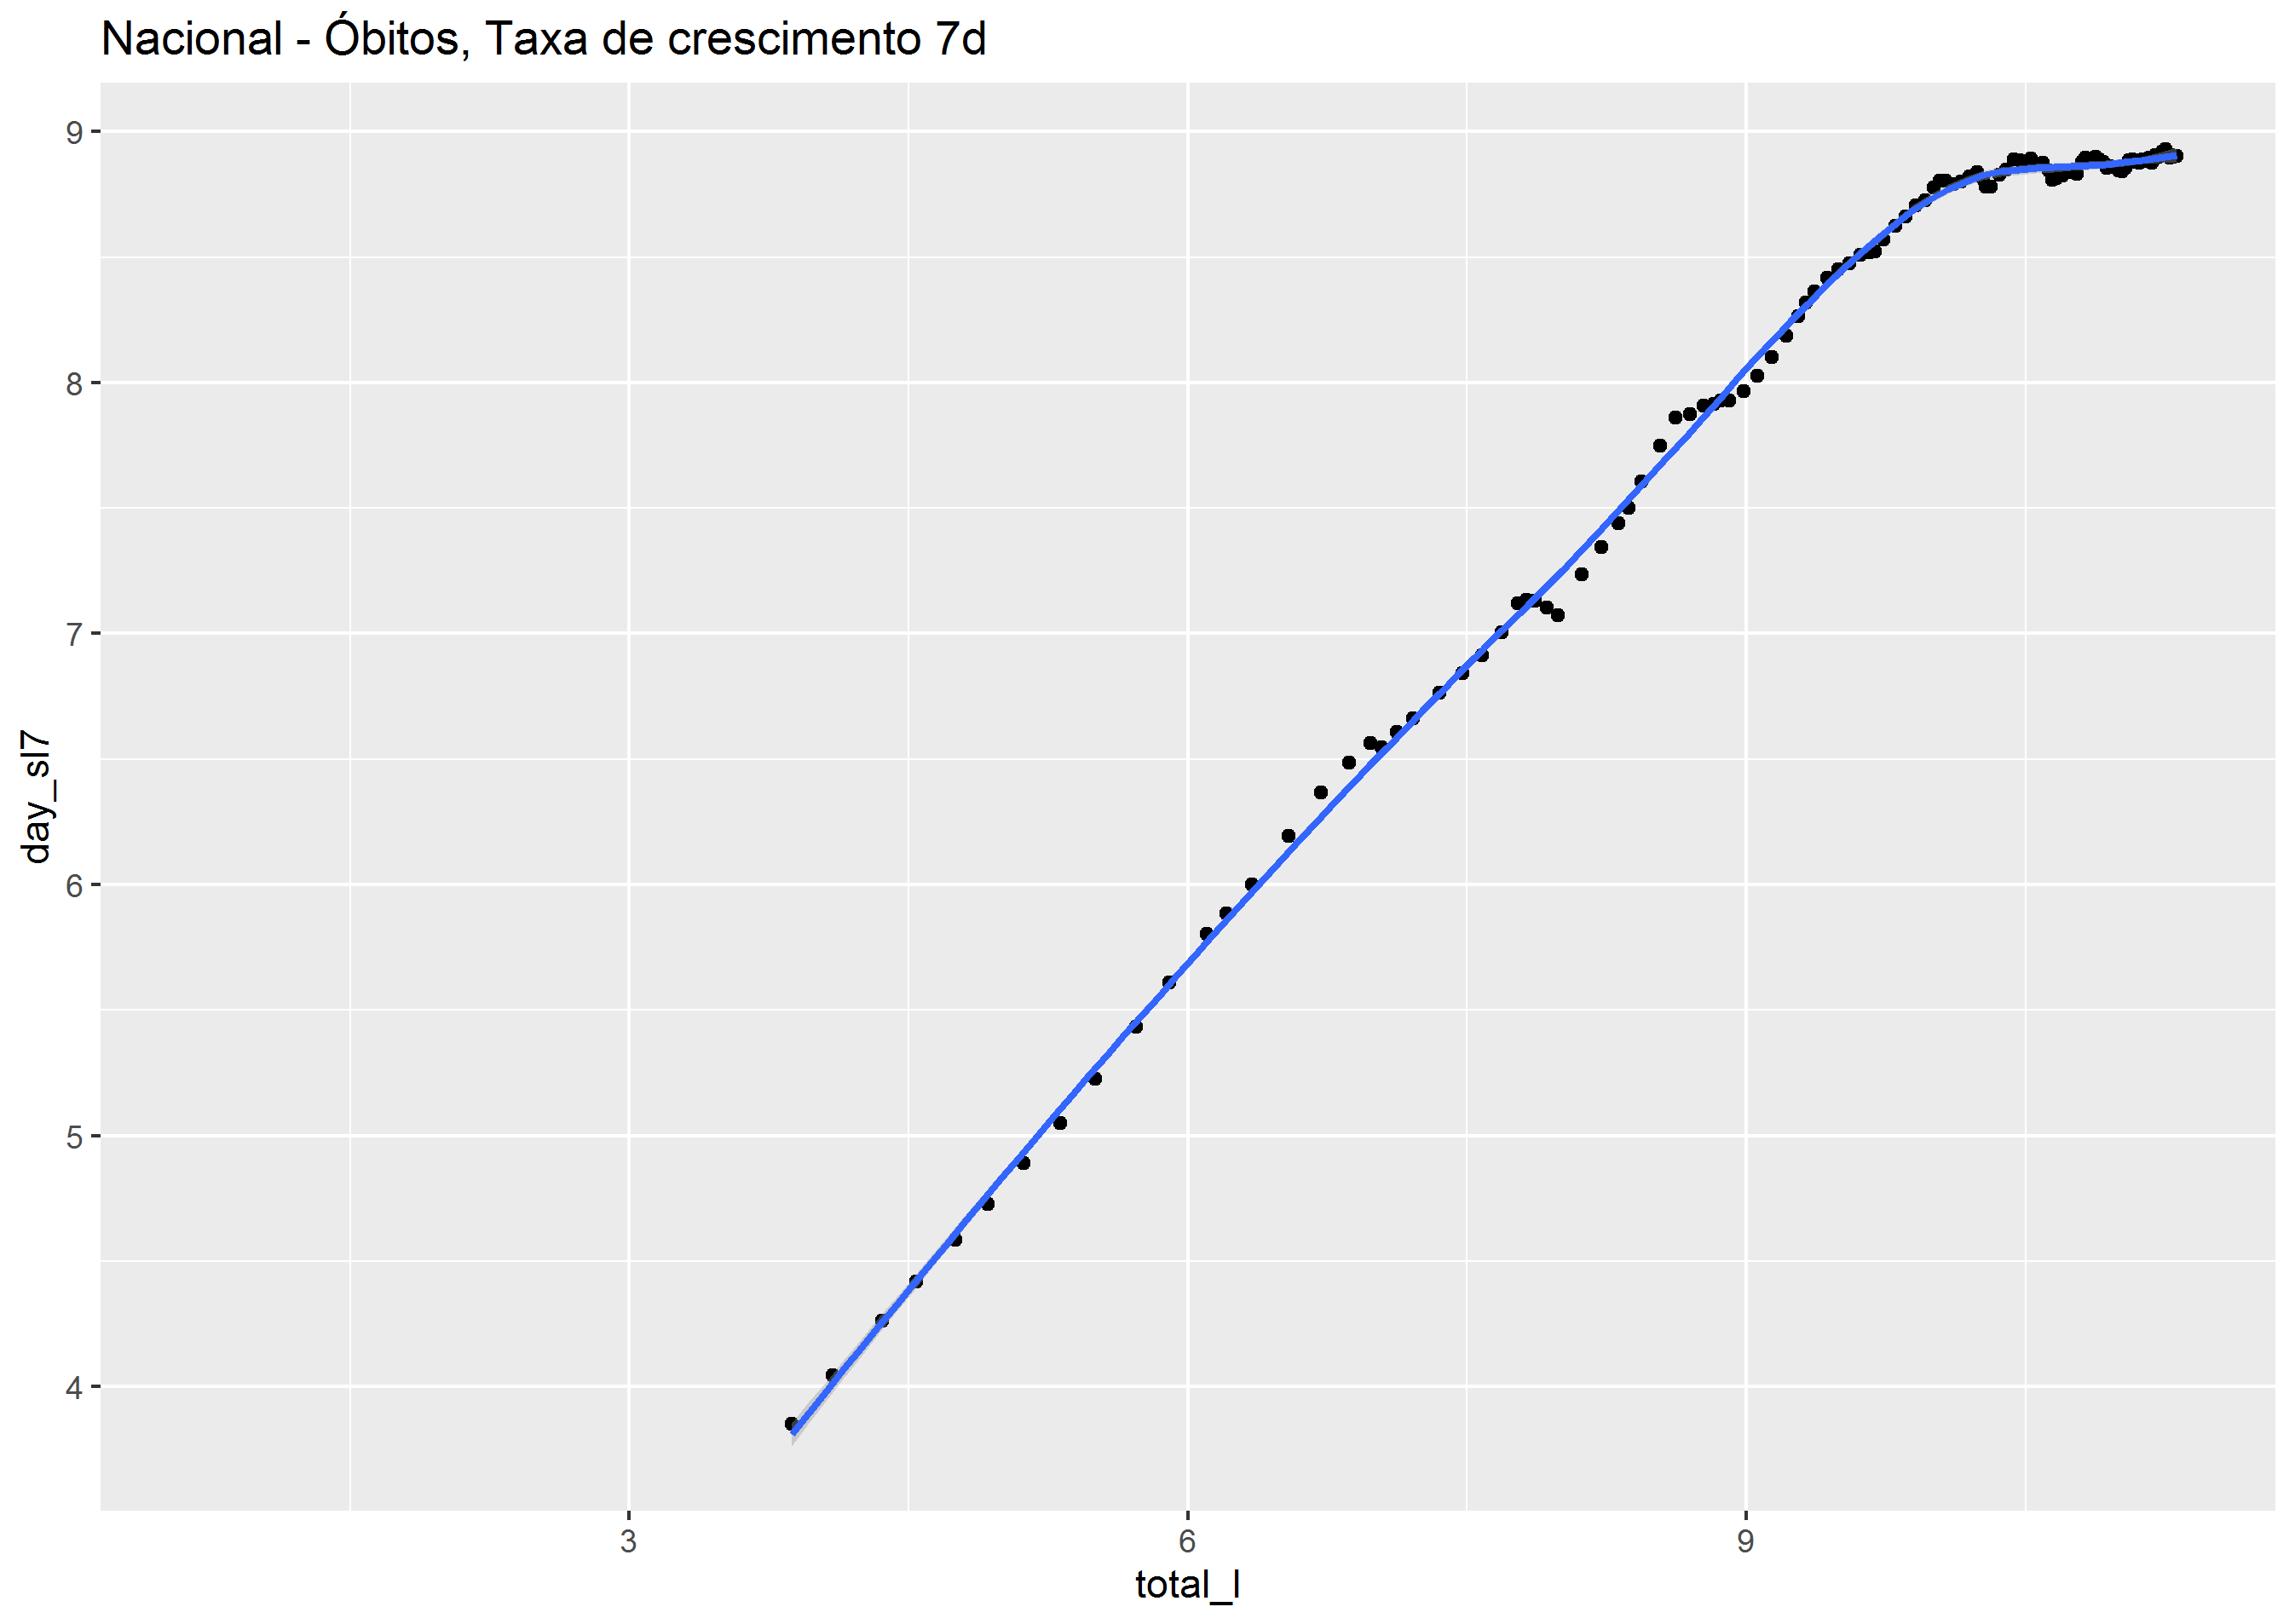 Nacional - Óbitos, Taxa de crescimento 7d
9
8
7
6
5
4
day_sl7
3 6 9
total_l